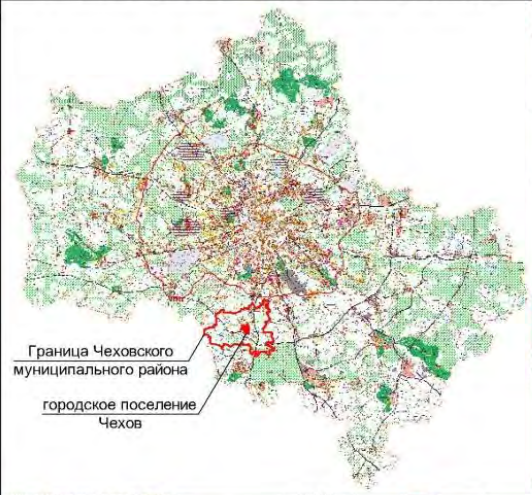 Граница Чеховского
муниципального района
городское поселение
Чехов